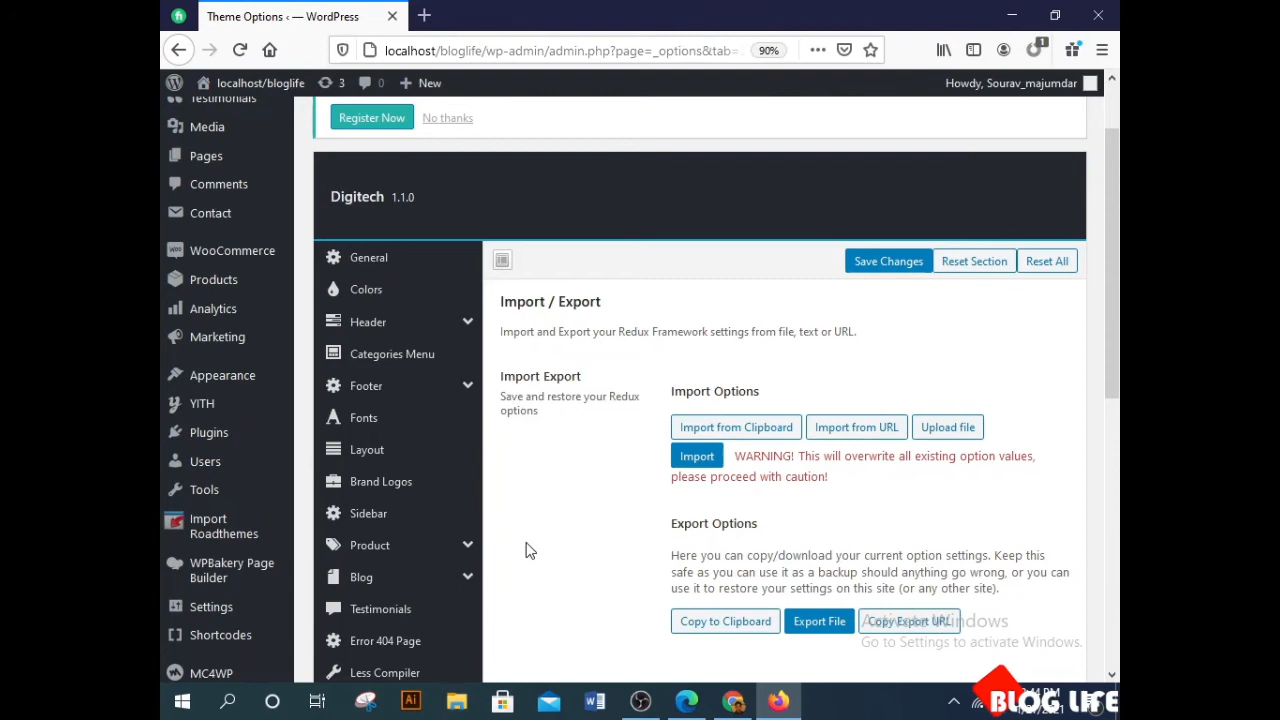 Theme Options ‹ — WordPress
localhost/bloglife/wp-admin/admin.php?page=_options&tab=
90%
1
localhost/bloglife
3
0
New
Howdy, Sourav_majumdar
Testimonials
Media
Pages
Comments
Contact
WooCommerce
Products
Analytics
Marketing
Appearance
YITH
Plugins
Users
Tools
Import
Roadthemes
WPBakery Page
Builder
Settings
Shortcodes
MC4WP
Register Now
No thanks
Digitech 1.1.0
General
Colors
Header
Categories Menu
Footer
Fonts
Layout
Brand Logos
Sidebar
Product
Blog
Testimonials
Error 404 Page
Less Compiler
Save Changes
Reset Section
Reset All
Import / Export
Import and Export your Redux Framework settings from file, text or URL.
Import Export
Save and restore your Redux
options
Import Options
Import from Clipboard
Import from URL
Upload file
Import
WARNING! This will overwrite all existing option values,
please proceed with caution!
Export Options
Here you can copy/download your current option settings. Keep this
safe as you can use it as a backup should anything go wrong, or you can
use it to restore your settings on this site (or any other site).
Copy to Clipboard
Export File
Copy Export URL
Activate Windows
Go to Settings to activate Windows.
BLOG LIFE